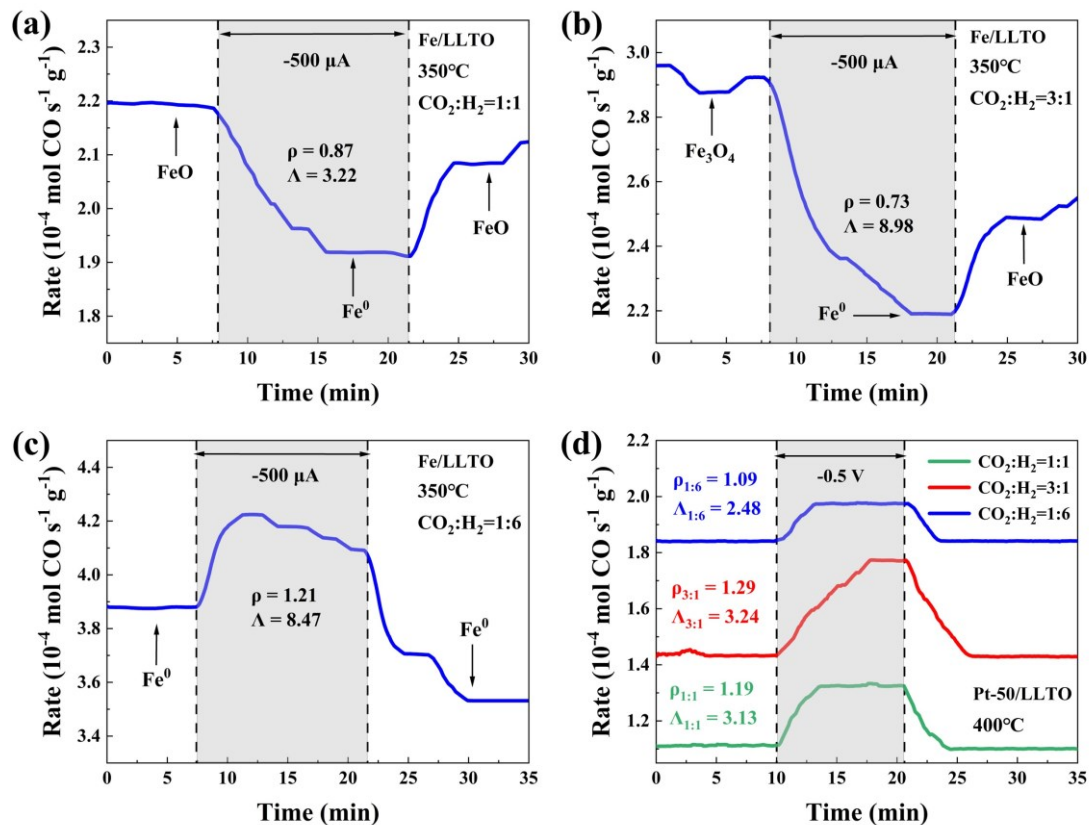 (a)
Rate (10⁻⁴ mol CO s⁻¹ g⁻¹)
2.3
2.2
2.1
2.0
1.9
1.8
0 5 10 15 20 25 30
Time (min)
-500 μA
Fe/LLTO
350℃
CO₂:H₂=1:1
FeO
ρ = 0.87
Λ = 3.22
FeO
Fe⁰
(b)
Rate (10⁻⁴ mol CO s⁻¹ g⁻¹)
3.0
2.8
2.6
2.4
2.2
0 5 10 15 20 25 30
Time (min)
-500 μA
Fe/LLTO
350℃
CO₂:H₂=3:1
Fe₃O₄
ρ = 0.73
Λ = 8.98
Fe⁰
FeO
(c)
Rate (10⁻⁴ mol CO s⁻¹ g⁻¹)
4.4
4.2
4.0
3.8
3.6
3.4
0 5 10 15 20 25 30 35
Time (min)
-500 μA
Fe/LLTO
350℃
CO₂:H₂=1:6
ρ = 1.21
Λ = 8.47
Fe⁰
Fe⁰
(d)
Rate (10⁻⁴ mol CO s⁻¹ g⁻¹)
2.2
2.0
1.8
1.6
1.4
1.2
0 5 10 15 20 25 30 35
Time (min)
-0.5 V
CO₂:H₂=1:1
CO₂:H₂=3:1
CO₂:H₂=1:6
ρ₁:₆ = 1.09
Λ₁:₆ = 2.48
ρ₃:₁ = 1.29
Λ₃:₁ = 3.24
ρ₁:₁ = 1.19
Λ₁:₁ = 3.13
Pt-50/LLTO
400℃